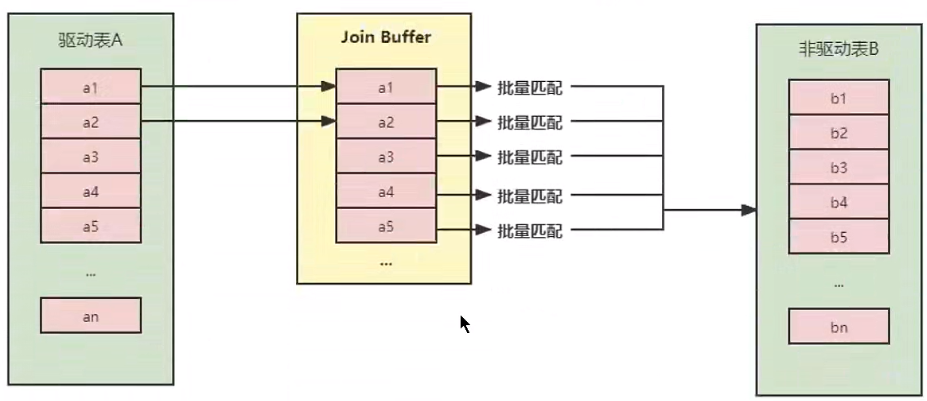 驱动表A
a1
a2
a3
a4
a5
...
an
Join Buffer
a1
a2
a3
a4
a5
...
批量匹配
批量匹配
批量匹配
批量匹配
批量匹配
非驱动表B
b1
b2
b3
b4
b5
...
bn